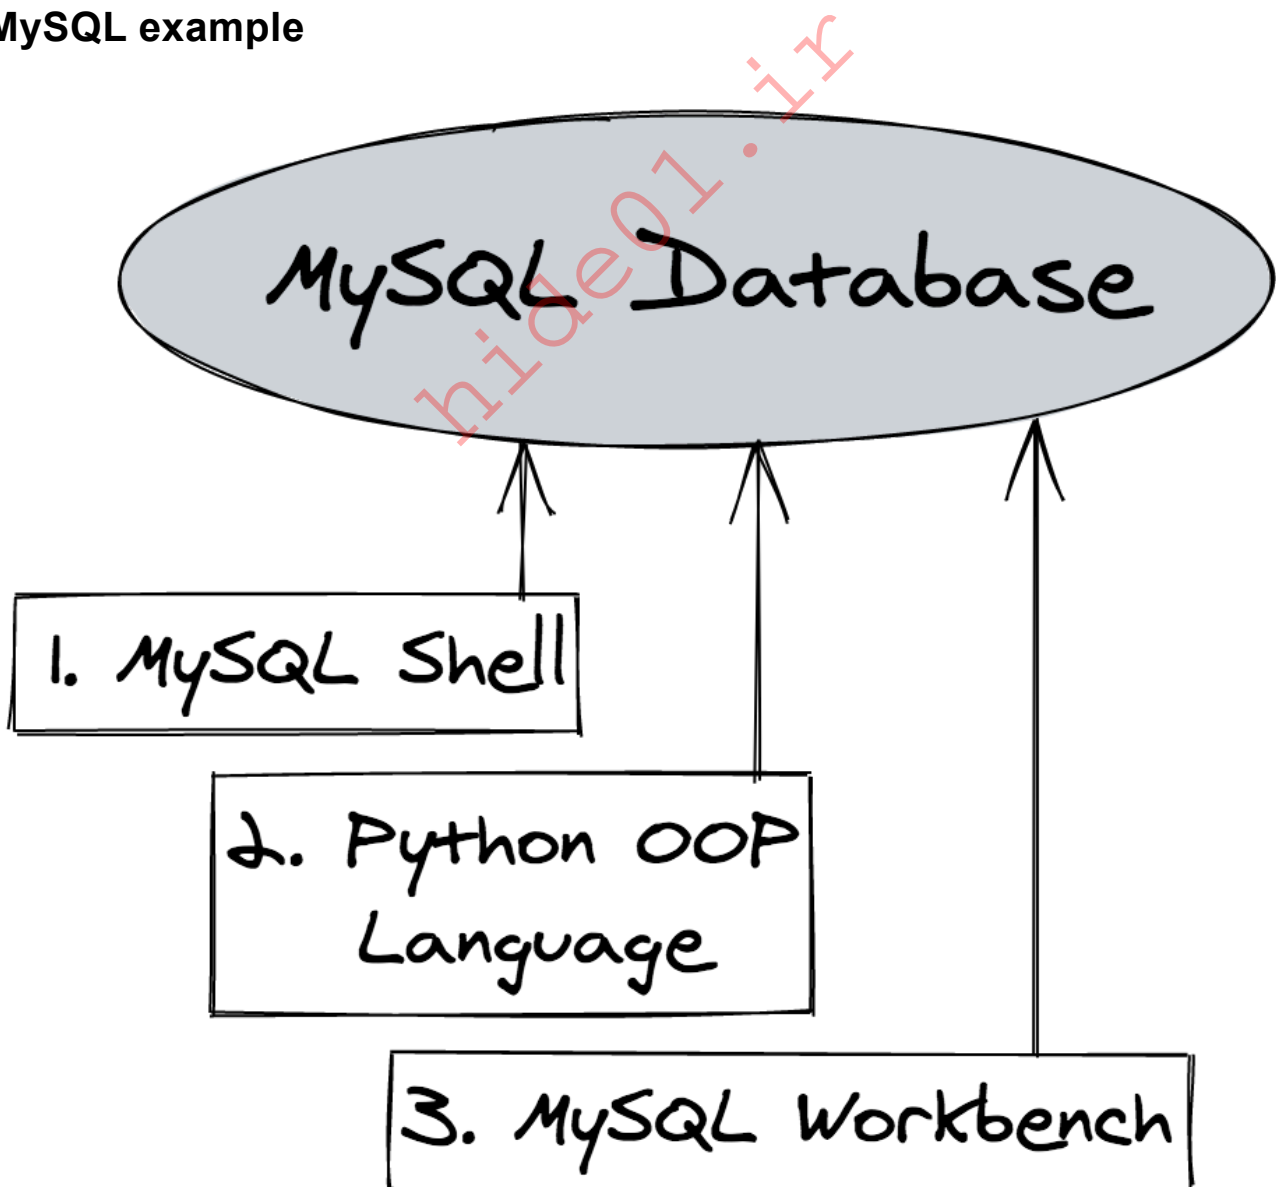 MySQL example
hide01.ir
MySQL Database
1. MySQL Shell
2. Python OOP
Language
3. MySQL Workbench